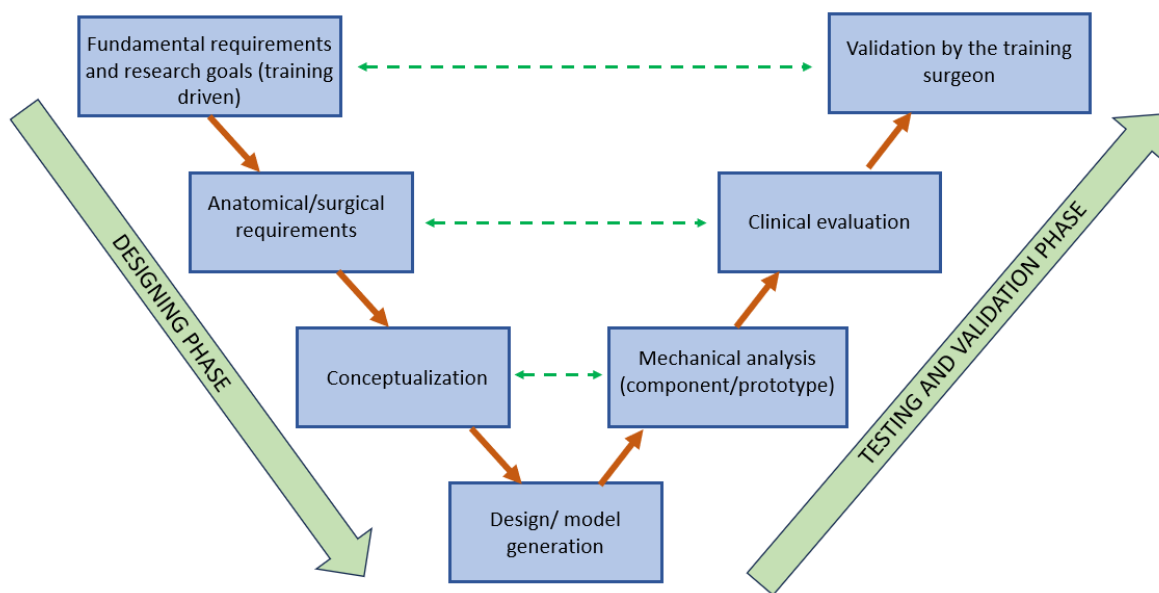 Fundamental requirements
and research goals (training
driven)
Validation by the training
surgeon
Anatomical/surgical
requirements
Clinical evaluation
DESIGNING PHASE
TESTING AND VALIDATION PHASE
Conceptualization
Mechanical analysis
(component/prototype)
Design/ model
generation